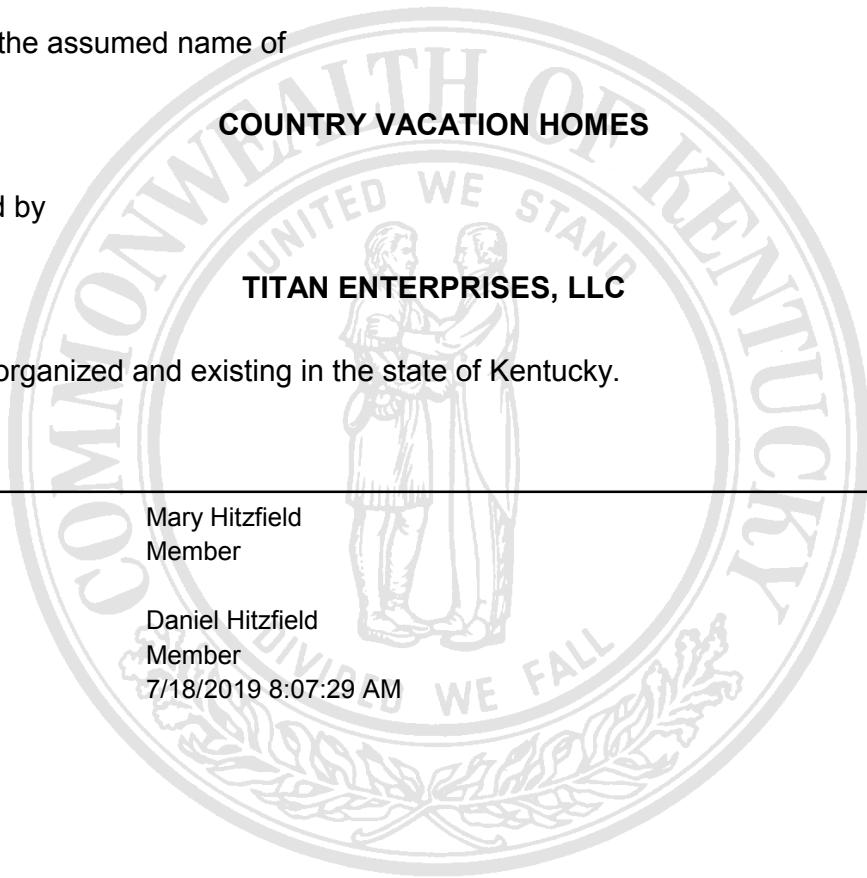 the assumed name of
COUNTRY VACATION HOMES
d by
TITAN ENTERPRISES, LLC
organized and existing in the state of Kentucky.
Mary Hitzfield
Member
Daniel Hitzfield
Member
7/18/2019 8:07:29 AM
COMMONWEALTH OF KENTUCKY
UNITED WE STAND
DIVIDED WE FALL